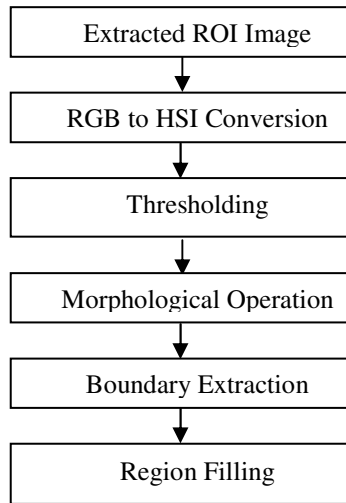 Extracted ROI Image
RGB to HSI Conversion
Thresholding
Morphological Operation
Boundary Extraction
Region Filling